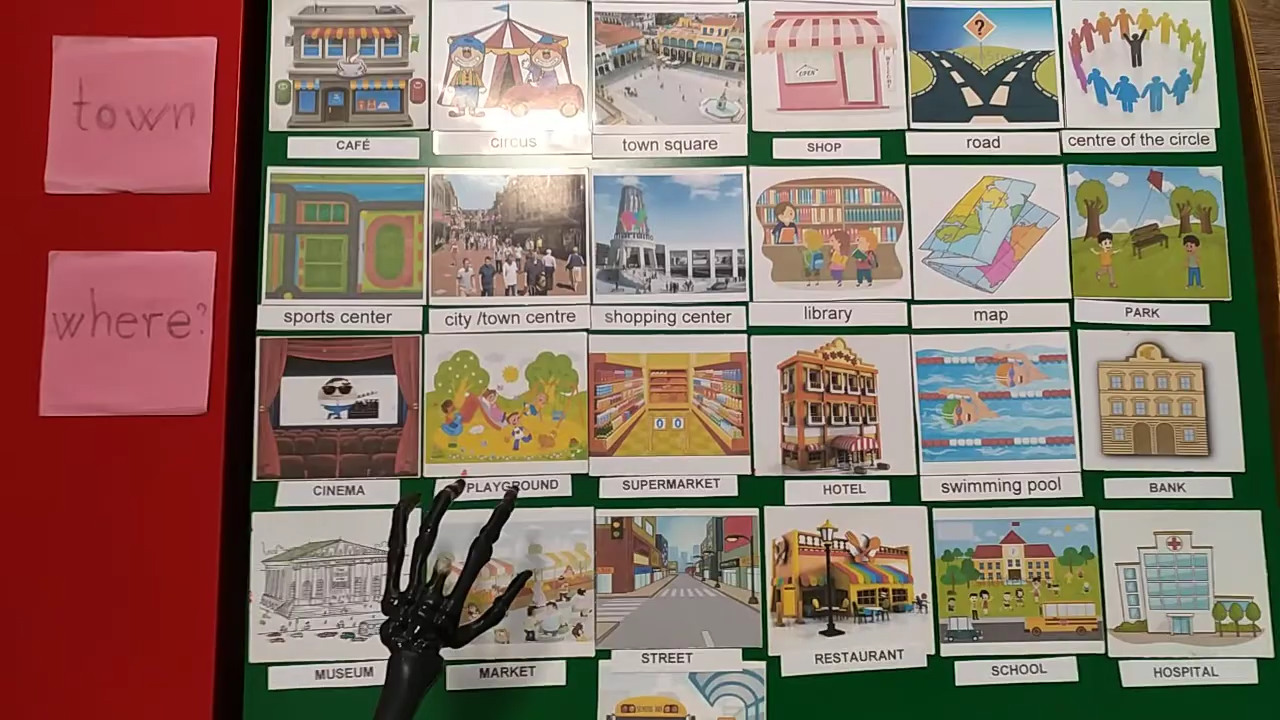 town
where?
OPEN
?
CAFÉ
circus
town square
SHOP
road
centre of the circle
sports center
city /town centre
shopping center
library
map
PARK
CINEMA
PLAYGROUND
SUPERMARKET
HOTEL
swimming pool
BANK
MUSEUM
MARKET
STREET
RESTAURANT
SCHOOL
HOSPITAL